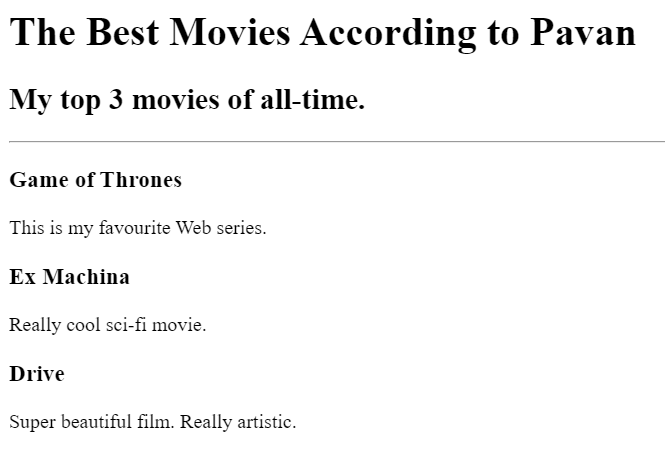 The Best Movies According to Pavan
My top 3 movies of all-time.
Game of Thrones
This is my favourite Web series.
Ex Machina
Really cool sci-fi movie.
Drive
Super beautiful film. Really artistic.